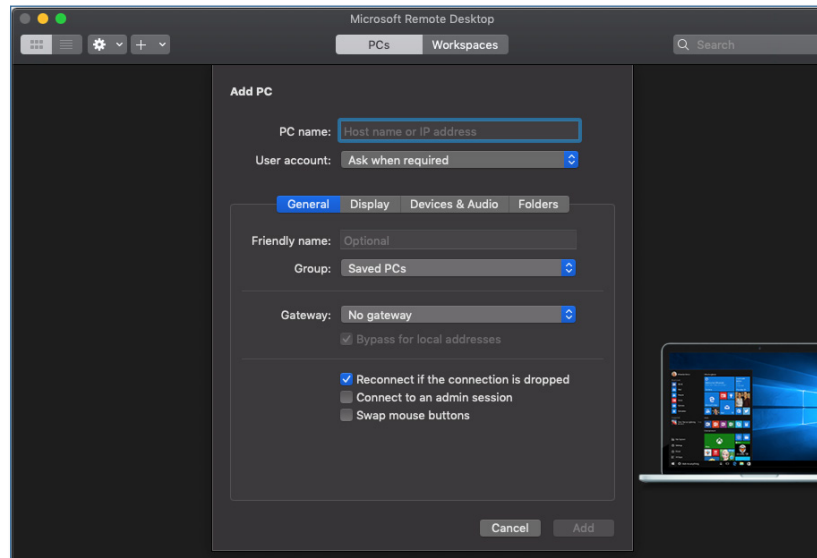 Microsoft Remote Desktop
PCs Workspaces Search
Add PC
PC name: Host name or IP address
User account: Ask when required
General Display Devices & Audio Folders
Friendly name: Optional
Group: Saved PCs
Gateway: No gateway
Bypass for local addresses
Reconnect if the connection is dropped
Connect to an admin session
Swap mouse buttons
Cancel Add